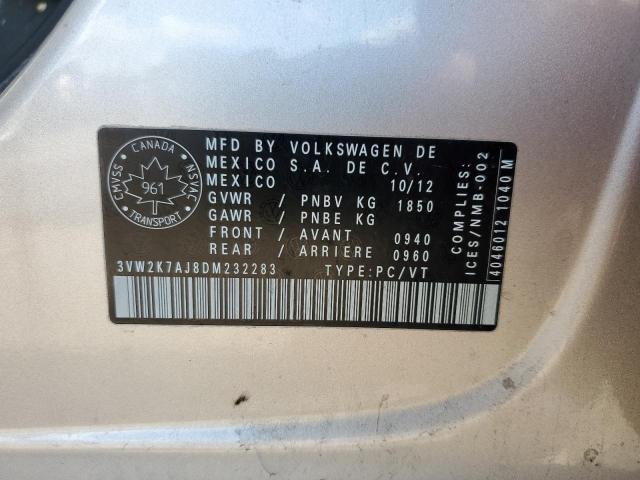 CANADA
CMVSS
NSVAC
961
TRANSPORT
MFD BY VOLKSWAGEN DE
MEXICO S.A. DE C.V.
MEXICO 10/12
GVWR / PNBV KG 1850
GAWR / PNBE KG
FRONT / AVANT 0940
REAR / ARRIERE 0960
3VW2K7AJ8DM232283 TYPE:PC/VT
COMPLIES:
ICES/NMB-002
4046012 1040 M